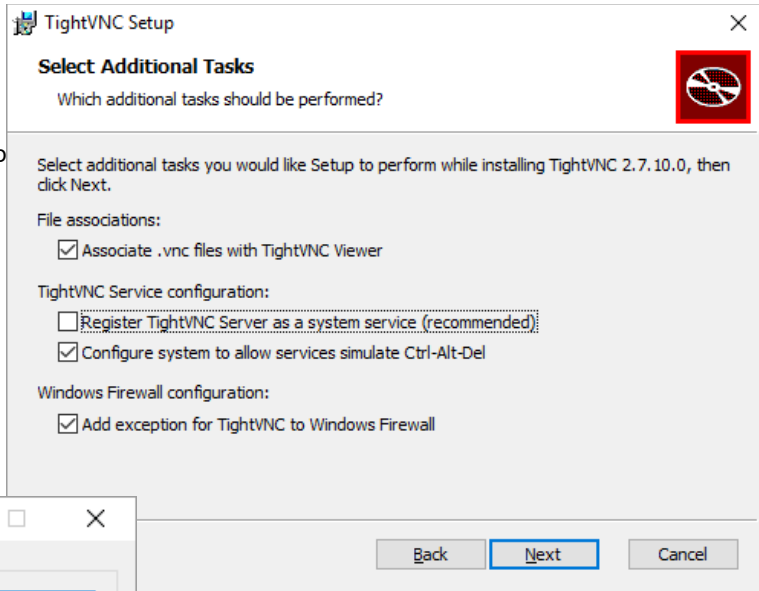 TightVNC Setup
Select Additional Tasks
Which additional tasks should be performed?
Select additional tasks you would like Setup to perform while installing TightVNC 2.7.10.0, then
click Next.
File associations:
Associate .vnc files with TightVNC Viewer
TightVNC Service configuration:
Register TightVNC Server as a system service (recommended)
Configure system to allow services simulate Ctrl-Alt-Del
Windows Firewall configuration:
Add exception for TightVNC to Windows Firewall
Back Next Cancel